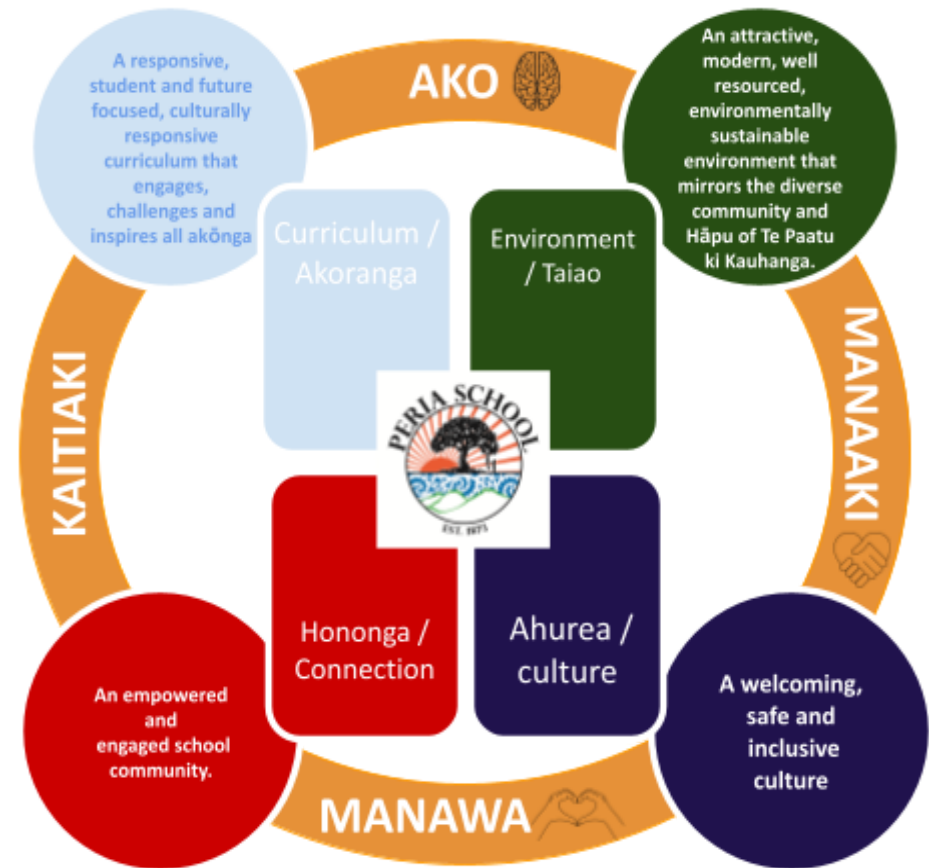 AKO
A responsive,
student and future
focused, culturally
responsive
curriculum that
engages,
challenges and
inspires all akōnga
An attractive,
modern, well
resourced,
environmentally
sustainable
environment that
mirrors the diverse
community and
Hāpu of Te Paatu
ki Kauhanga.
Curriculum /
Akoranga
Environment
/ Taiao
KAITIAKI
MANAAKI
PERIA SCHOOL
EST. 1873
Hononga /
Connection
Ahurea /
culture
An empowered
and
engaged school
community.
A welcoming,
safe and
inclusive
culture
MANAWA